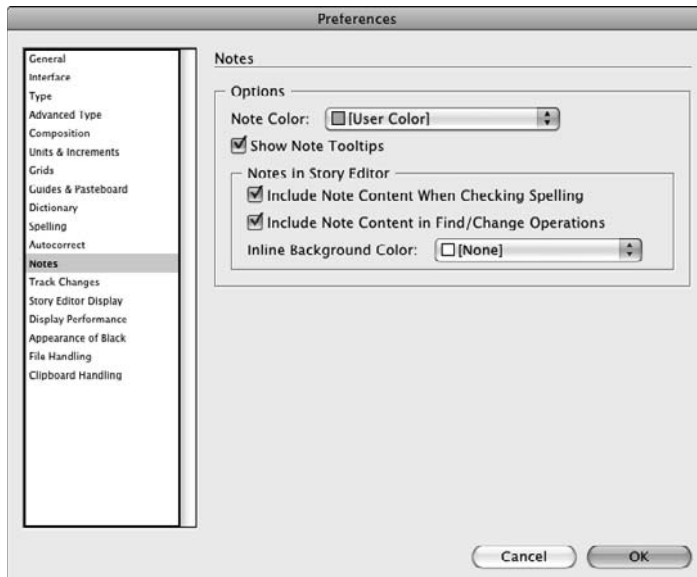 Preferences
General
Interface
Type
Advanced Type
Composition
Units & Increments
Grids
Guides & Pasteboard
Dictionary
Spelling
Autocorrect
Notes
Track Changes
Story Editor Display
Display Performance
Appearance of Black
File Handling
Clipboard Handling
Notes
Options
Note Color: [User Color]
Show Note Tooltips
Notes in Story Editor
Include Note Content When Checking Spelling
Include Note Content in Find/Change Operations
Inline Background Color: [None]
Cancel OK